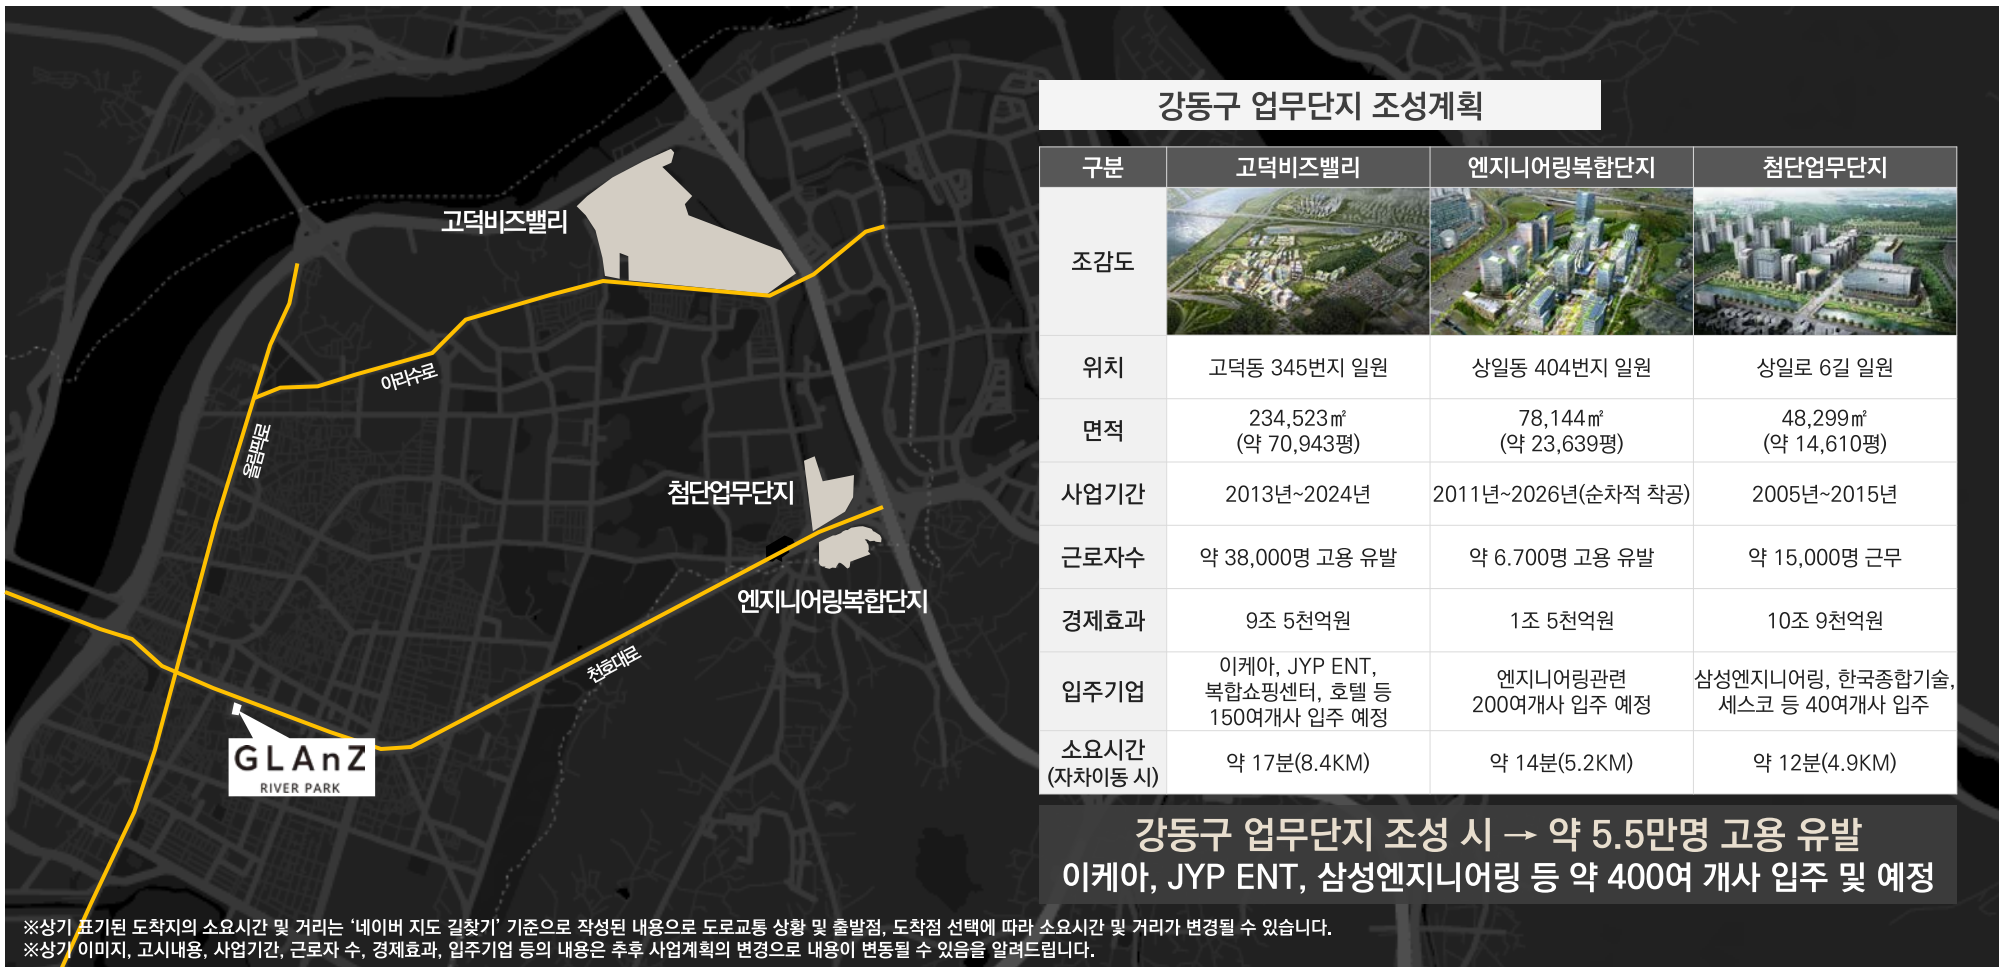 강동구 업무단지 조성계획
구분 고덕비즈밸리 엔지니어링복합단지 첨단업무단지
조감도
위치 고덕동 345번지 일원 상일동 404번지 일원 상일로 6길 일원
면적 234,523㎡ 78,144㎡ 48,299㎡
(약 70,943평) (약 23,639평) (약 14,610평)
사업기간 2013년~2024년 2011년~2026년(순차적 착공) 2005년~2015년
근로자수 약 38,000명 고용 유발 약 6.700명 고용 유발 약 15,000명 근무
경제효과 9조 5천억원 1조 5천억원 10조 9천억원
입주기업
이케아, JYP ENT,
복합쇼핑센터, 호텔 등
150여개사 입주 예정
엔지니어링관련
200여개사 입주 예정
삼성엔지니어링, 한국종합기술,
세스코 등 40여개사 입주
소요시간
(자차이동 시)
약 17분(8.4KM) 약 14분(5.2KM) 약 12분(4.9KM)
강동구 업무단지 조성 시 → 약 5.5만명 고용 유발
이케아, JYP ENT, 삼성엔지니어링 등 약 400여 개사 입주 및 예정
고덕비즈밸리
아리수로
올림픽로
첨단업무단지
엔지니어링복합단지
천호대로
GLAnZ
RIVER PARK
※상기 표기된 도착지의 소요시간 및 거리는 ‘네이버 지도 길찾기’ 기준으로 작성된 내용으로 도로교통 상황 및 출발점, 도착점 선택에 따라 소요시간 및 거리가 변경될 수 있습니다.
※상기 이미지, 고시내용, 사업기간, 근로자 수, 경제효과, 입주기업 등의 내용은 추후 사업계획의 변경으로 내용이 변동될 수 있음을 알려드립니다.